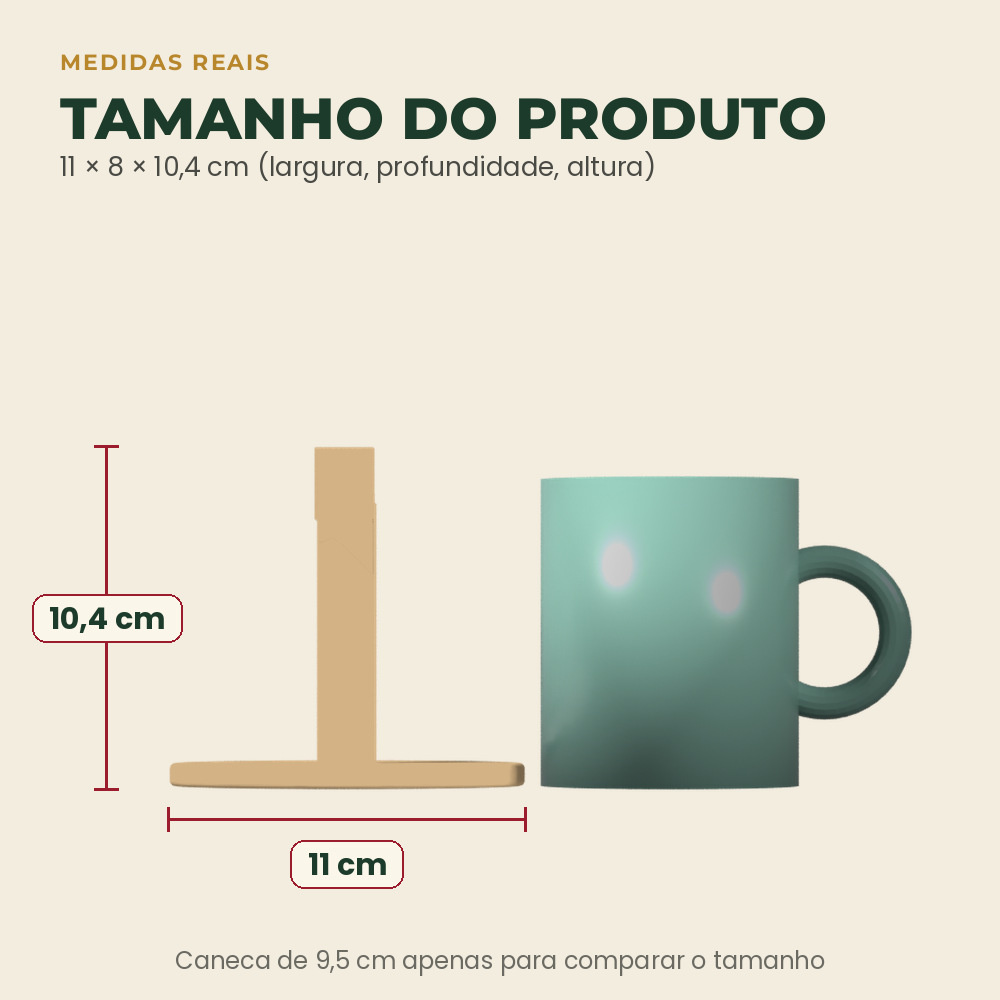 MEDIDAS REAIS
TAMANHO DO PRODUTO
11 × 8 × 10,4 cm (largura, profundidade, altura)
10,4 cm
11 cm
Caneca de 9,5 cm apenas para comparar o tamanho